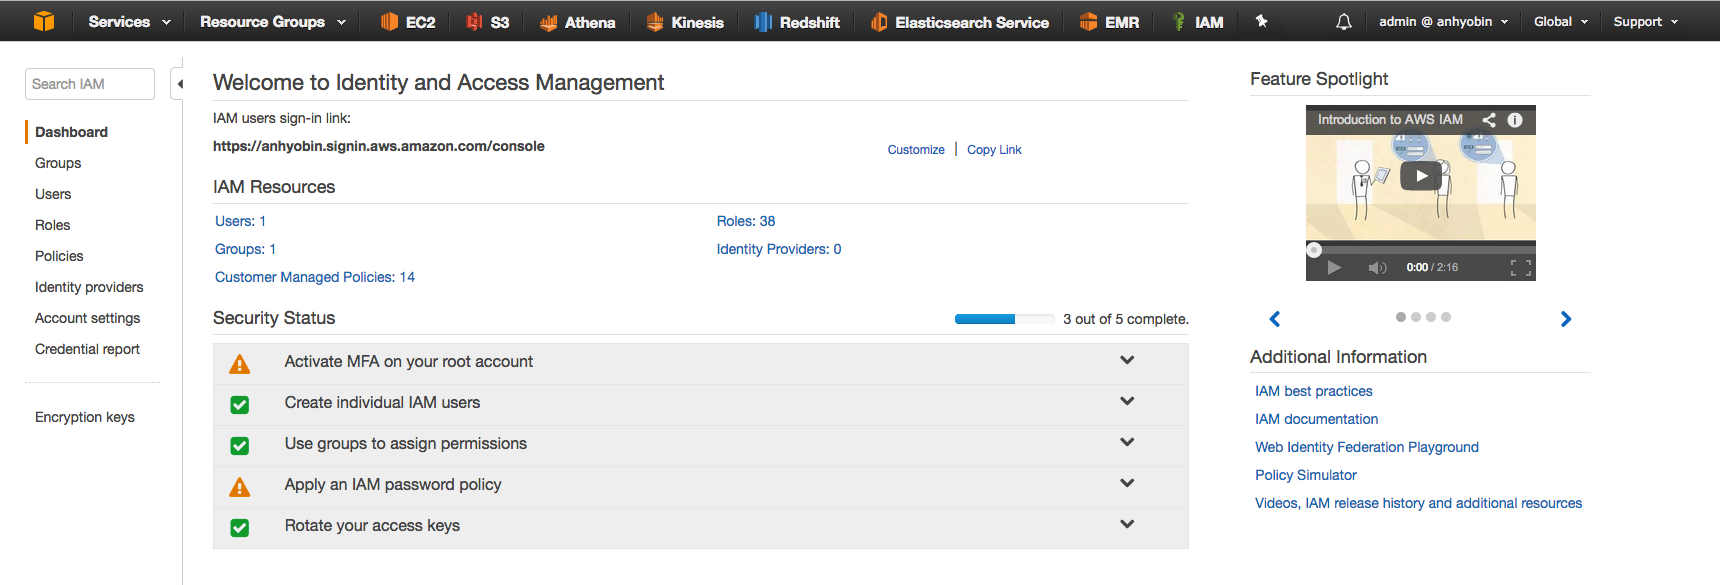 Services Resource Groups EC2 S3 Athena Kinesis Redshift Elasticsearch Service EMR IAM admin @ anhyobin Global Support
Search IAM
Dashboard
Groups
Users
Roles
Policies
Identity providers
Account settings
Credential report
Encryption keys
Welcome to Identity and Access Management
IAM users sign-in link:
https://anhyobin.signin.aws.amazon.com/console
Customize | Copy Link
IAM Resources
Users: 1
Roles: 38
Groups: 1
Identity Providers: 0
Customer Managed Policies: 14
Security Status
3 out of 5 complete.
Activate MFA on your root account
Create individual IAM users
Use groups to assign permissions
Apply an IAM password policy
Rotate your access keys
Feature Spotlight
Introduction to AWS IAM
0:00 / 2:16
Additional Information
IAM best practices
IAM documentation
Web Identity Federation Playground
Policy Simulator
Videos, IAM release history and additional resources